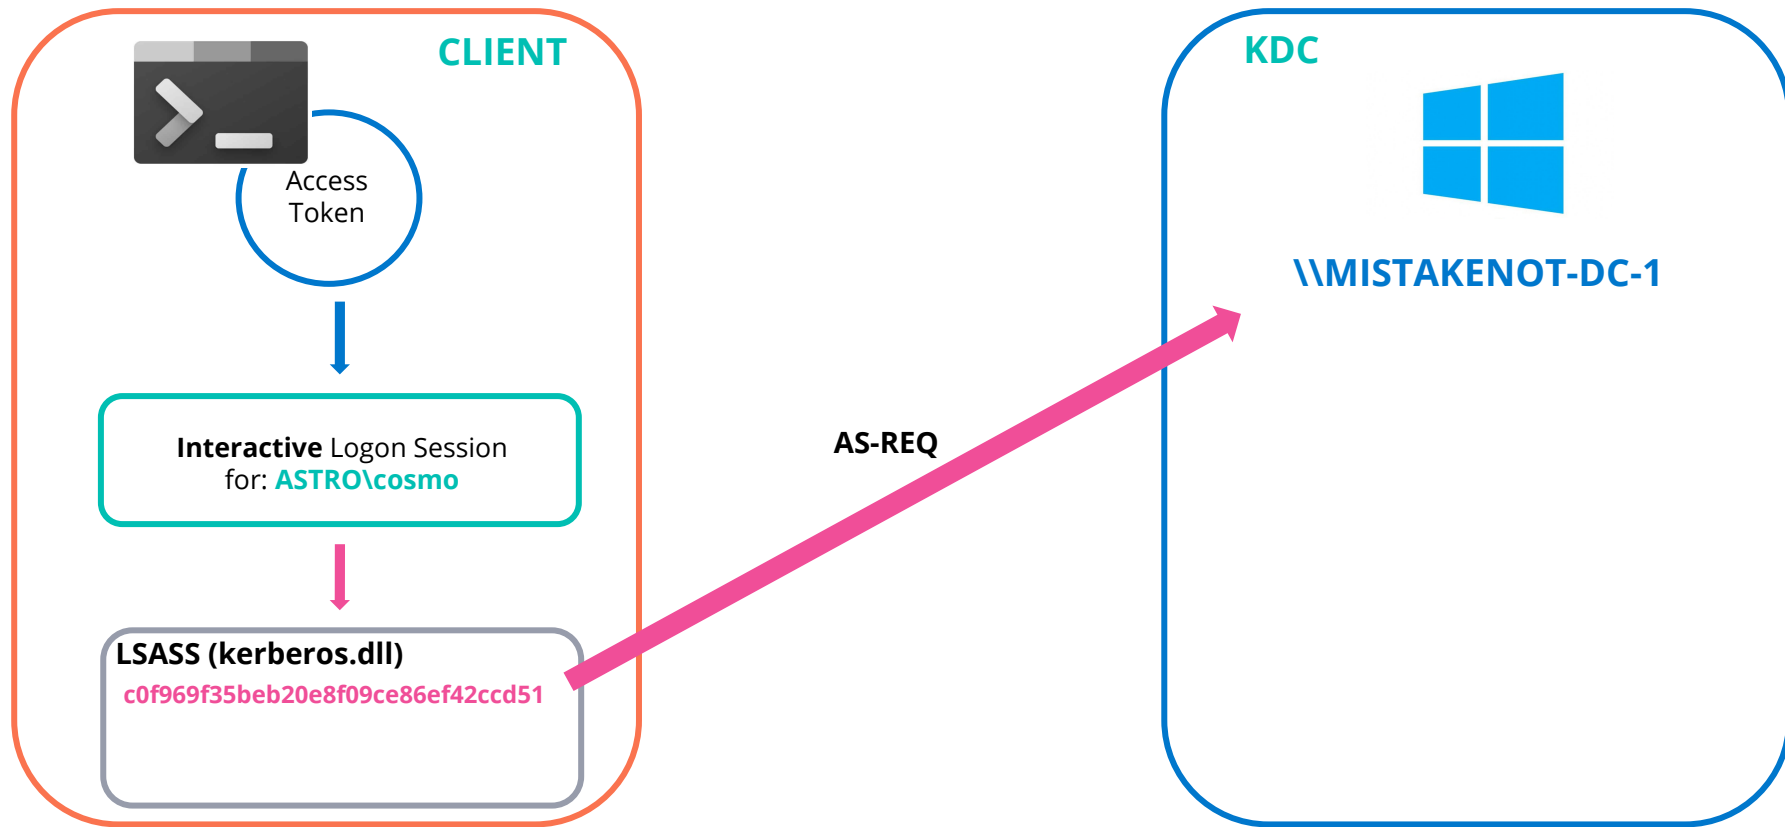 CLIENT
Access
Token
Interactive Logon Session
for: ASTRO\cosmo
LSASS (kerberos.dll)
c0f969f35beb20e8f09ce86ef42ccd51
AS-REQ
KDC
\\MISTAKENOT-DC-1